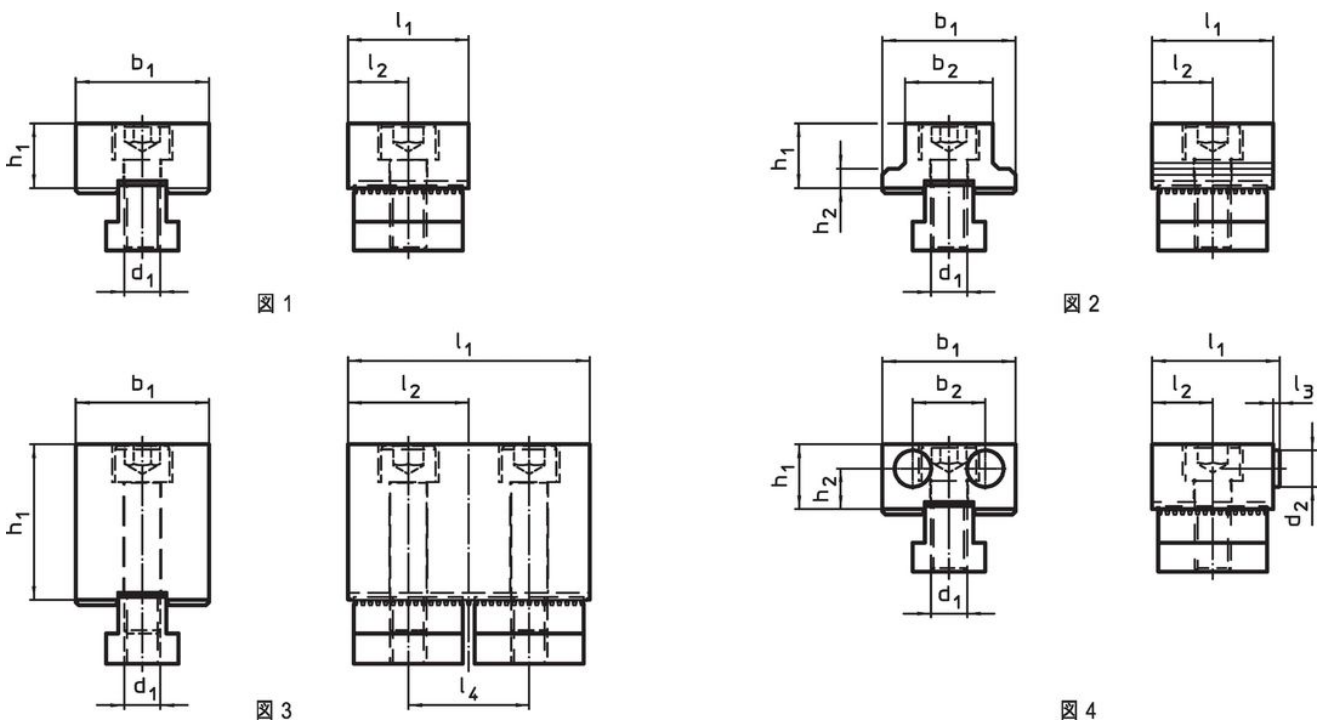 b₁
h₁
d₁
l₁
l₂
図 1
b₁
b₂
h₁
h₂
d₁
l₁
l₂
図 2
b₁
h₁
d₁
l₁
l₂
l₄
図 3
b₁
b₂
h₁
h₂
d₁
l₁
l₂
l₃
d₂
図 4